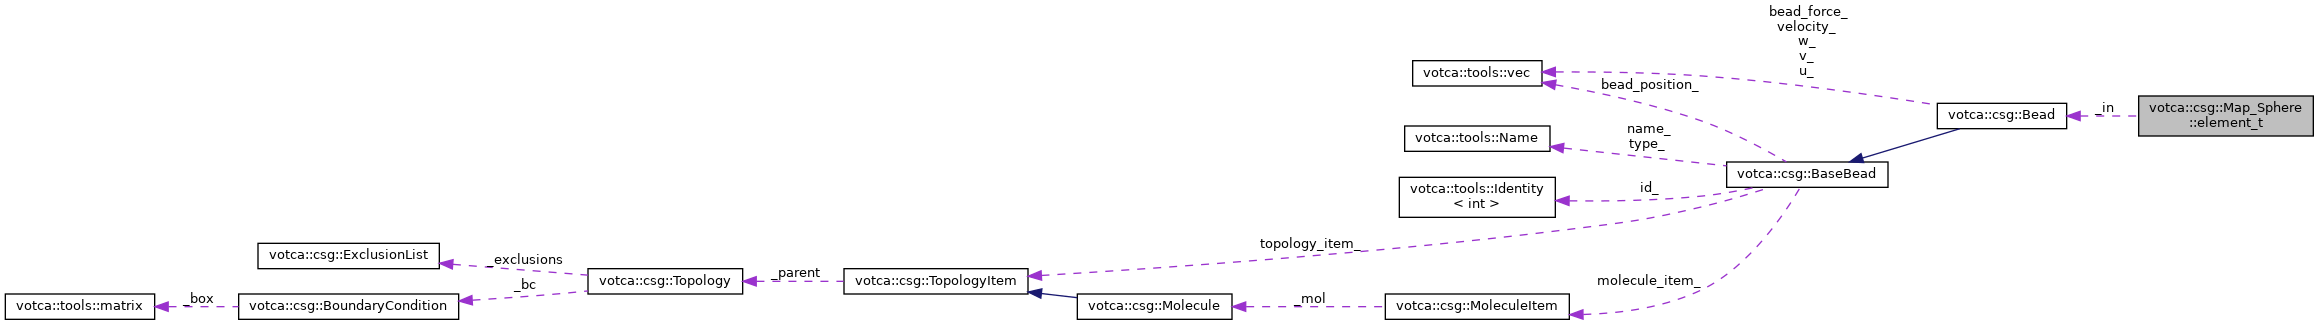 bead_force_
velocity_
w_
v_
u_
votca::tools::vec
bead_position_
votca::csg::Bead
_in
votca::csg::Map_Sphere
::element_t
votca::tools::Name
name_
type_
votca::csg::BaseBead
votca::tools::Identity
< int >
id_
topology_item_
votca::csg::ExclusionList
_exclusions
votca::csg::Topology
_parent
votca::csg::TopologyItem
molecule_item_
_bc
votca::tools::matrix
_box
votca::csg::BoundaryCondition
votca::csg::Molecule
_mol
votca::csg::MoleculeItem